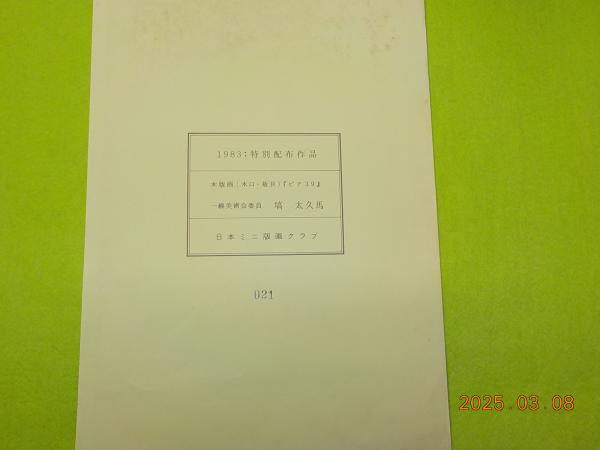 1983:特別配布作品
木版画(木口・板目)『ピアノ39』
一線美術会委員 塙 太久馬
日本ミニ版画クラブ
021
2025.03.08